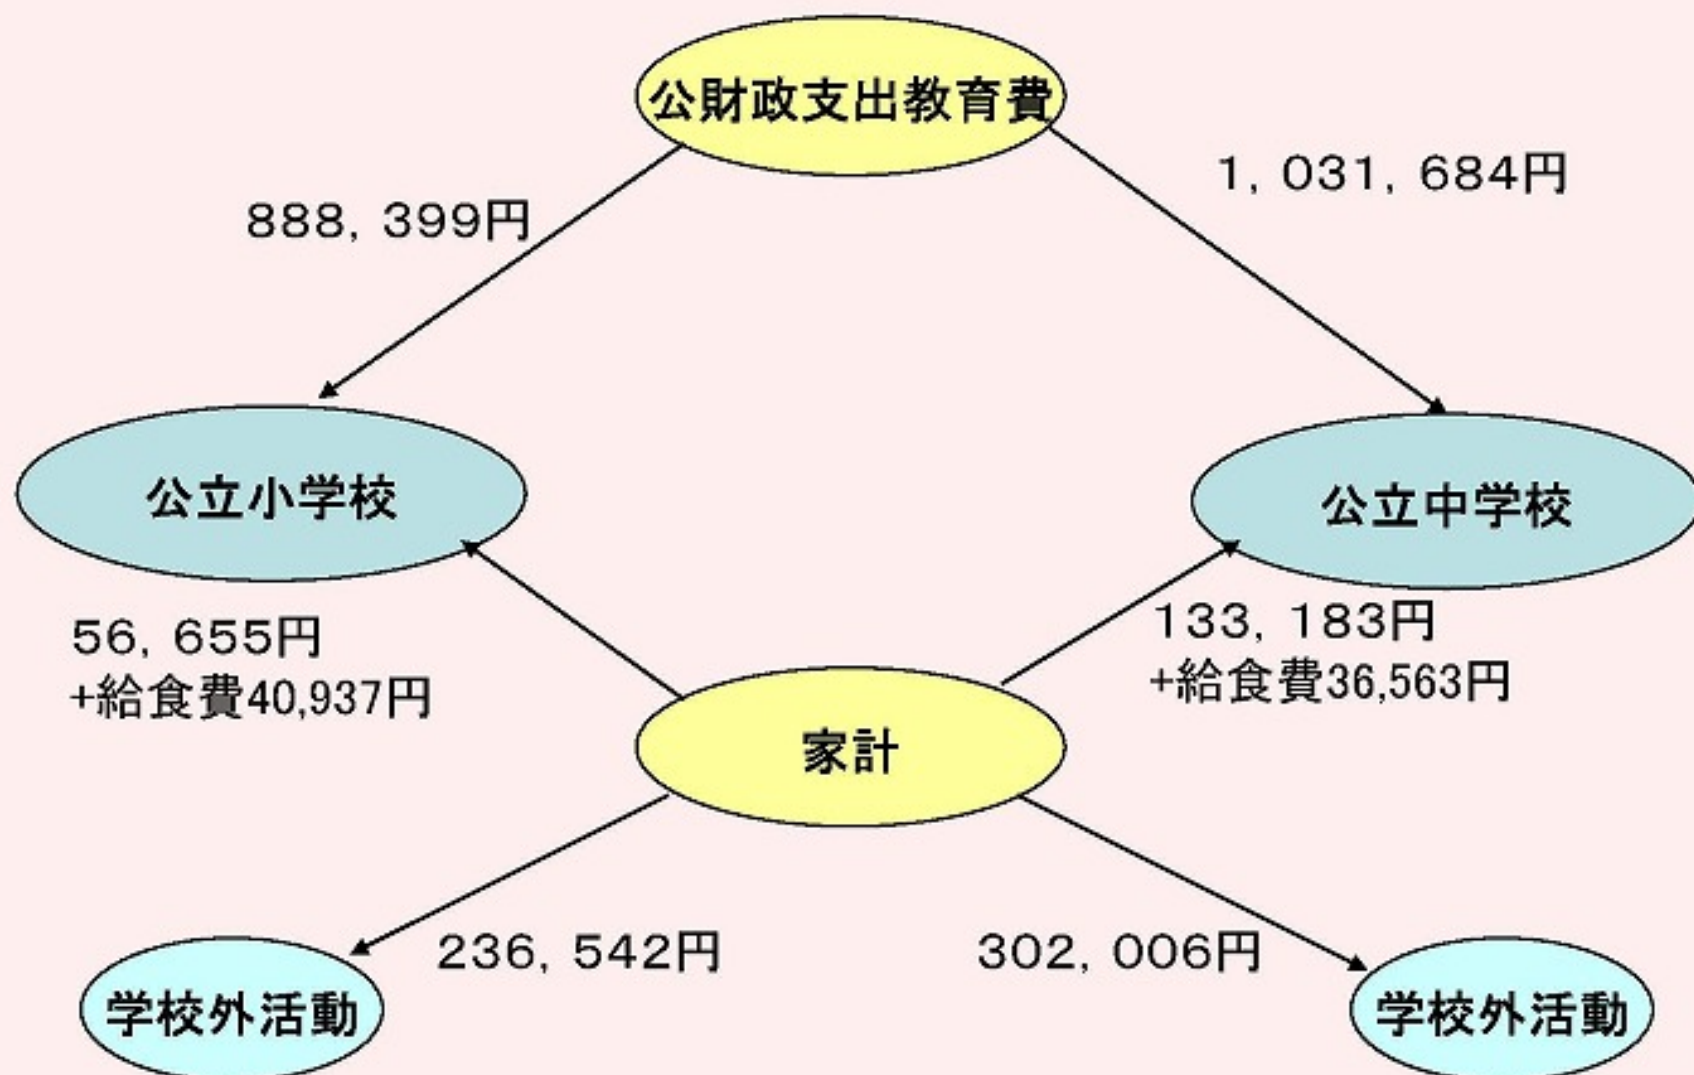 公財政支出教育費
1, 031, 684円
888, 399円
公立小学校
公立中学校
56, 655円
+給食費40,937円
133, 183円
+給食費36,563円
家計
236, 542円
302, 006円
学校外活動
学校外活動